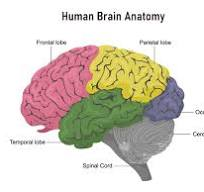 Human Brain Anatomy
Frontal lobe
Parietal lobe
Temporal lobe
Spinal Cord